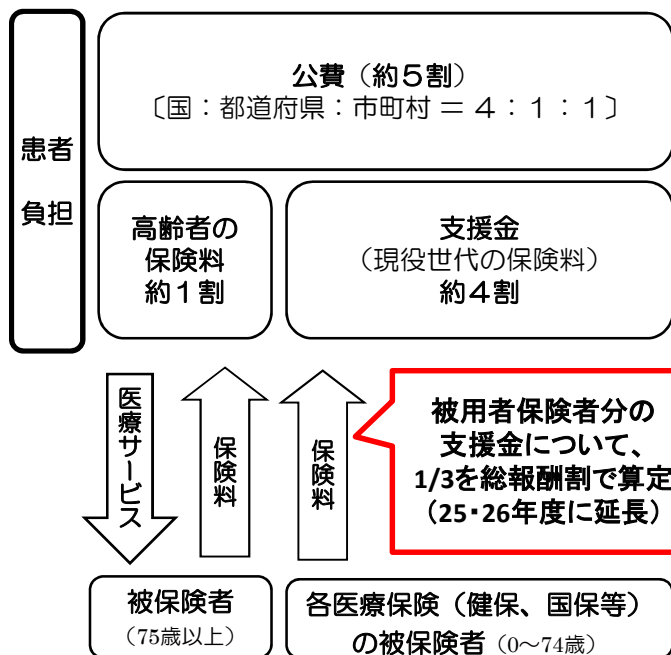 患者
負担
公費（約５割）
〔国：都道府県：市町村 ＝ ４：１：１〕
高齢者の
保険料
約１割
支援金
（現役世代の保険料）
約４割
医療サービス
保険料
保険料
被用者保険者分の
支援金について、
1/3を総報酬割で算定
（25・26年度に延長）
被保険者
（75歳以上）
各医療保険（健保、国保等）
の被保険者（0～74歳）